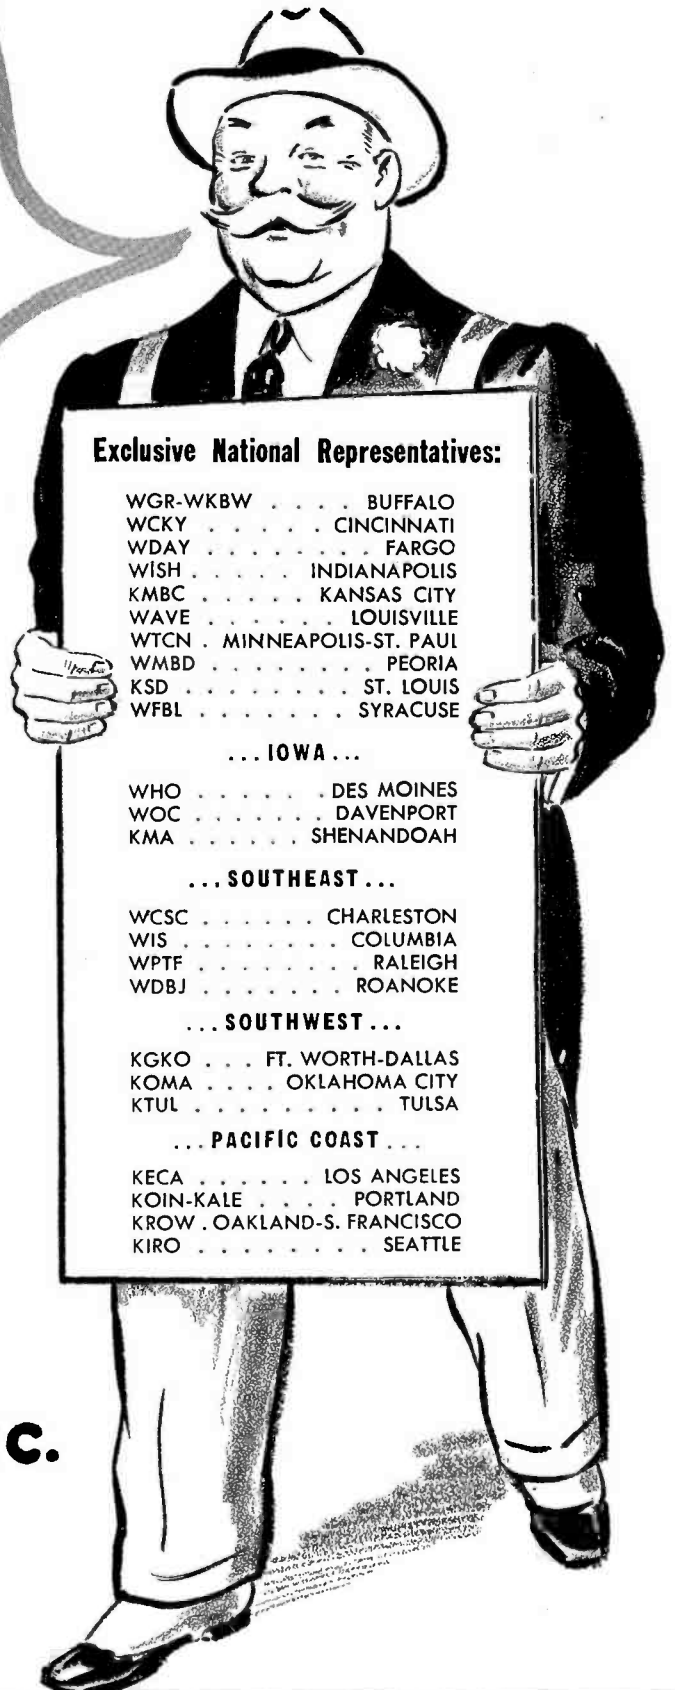 Exclusive National Representatives:
WGR-WKBW . . . . BUFFALO
WCKY . . . . . CINCINNATI
WDAY . . . . . . . . FARGO
WISH . . . . . INDIANAPOLIS
KMBC . . . . . KANSAS CITY
WAVE . . . . . . LOUISVILLE
WTCN . MINNEAPOLIS-ST. PAUL
WMBD . . . . . . . . PEORIA
KSD . . . . . . . . ST. LOUIS
WFBL . . . . . . . SYRACUSE
...IOWA...
WHO . . . . . . DES MOINES
WOC . . . . . . . DAVENPORT
KMA . . . . . SHENANDOAH
...SOUTHEAST...
WCSC . . . . . . CHARLESTON
WIS . . . . . . . . COLUMBIA
WPTF . . . . . . . . RALEIGH
WDBJ . . . . . . . ROANOKE
...SOUTHWEST...
KGKO . . . FT. WORTH-DALLAS
KOMA . . . . OKLAHOMA CITY
KTUL . . . . . . . . . TULSA
...PACIFIC COAST...
KECA . . . . . . LOS ANGELES
KOIN-KALE . . . . PORTLAND
KROW . OAKLAND-S. FRANCISCO
KIRO . . . . . . . . SEATTLE
C.